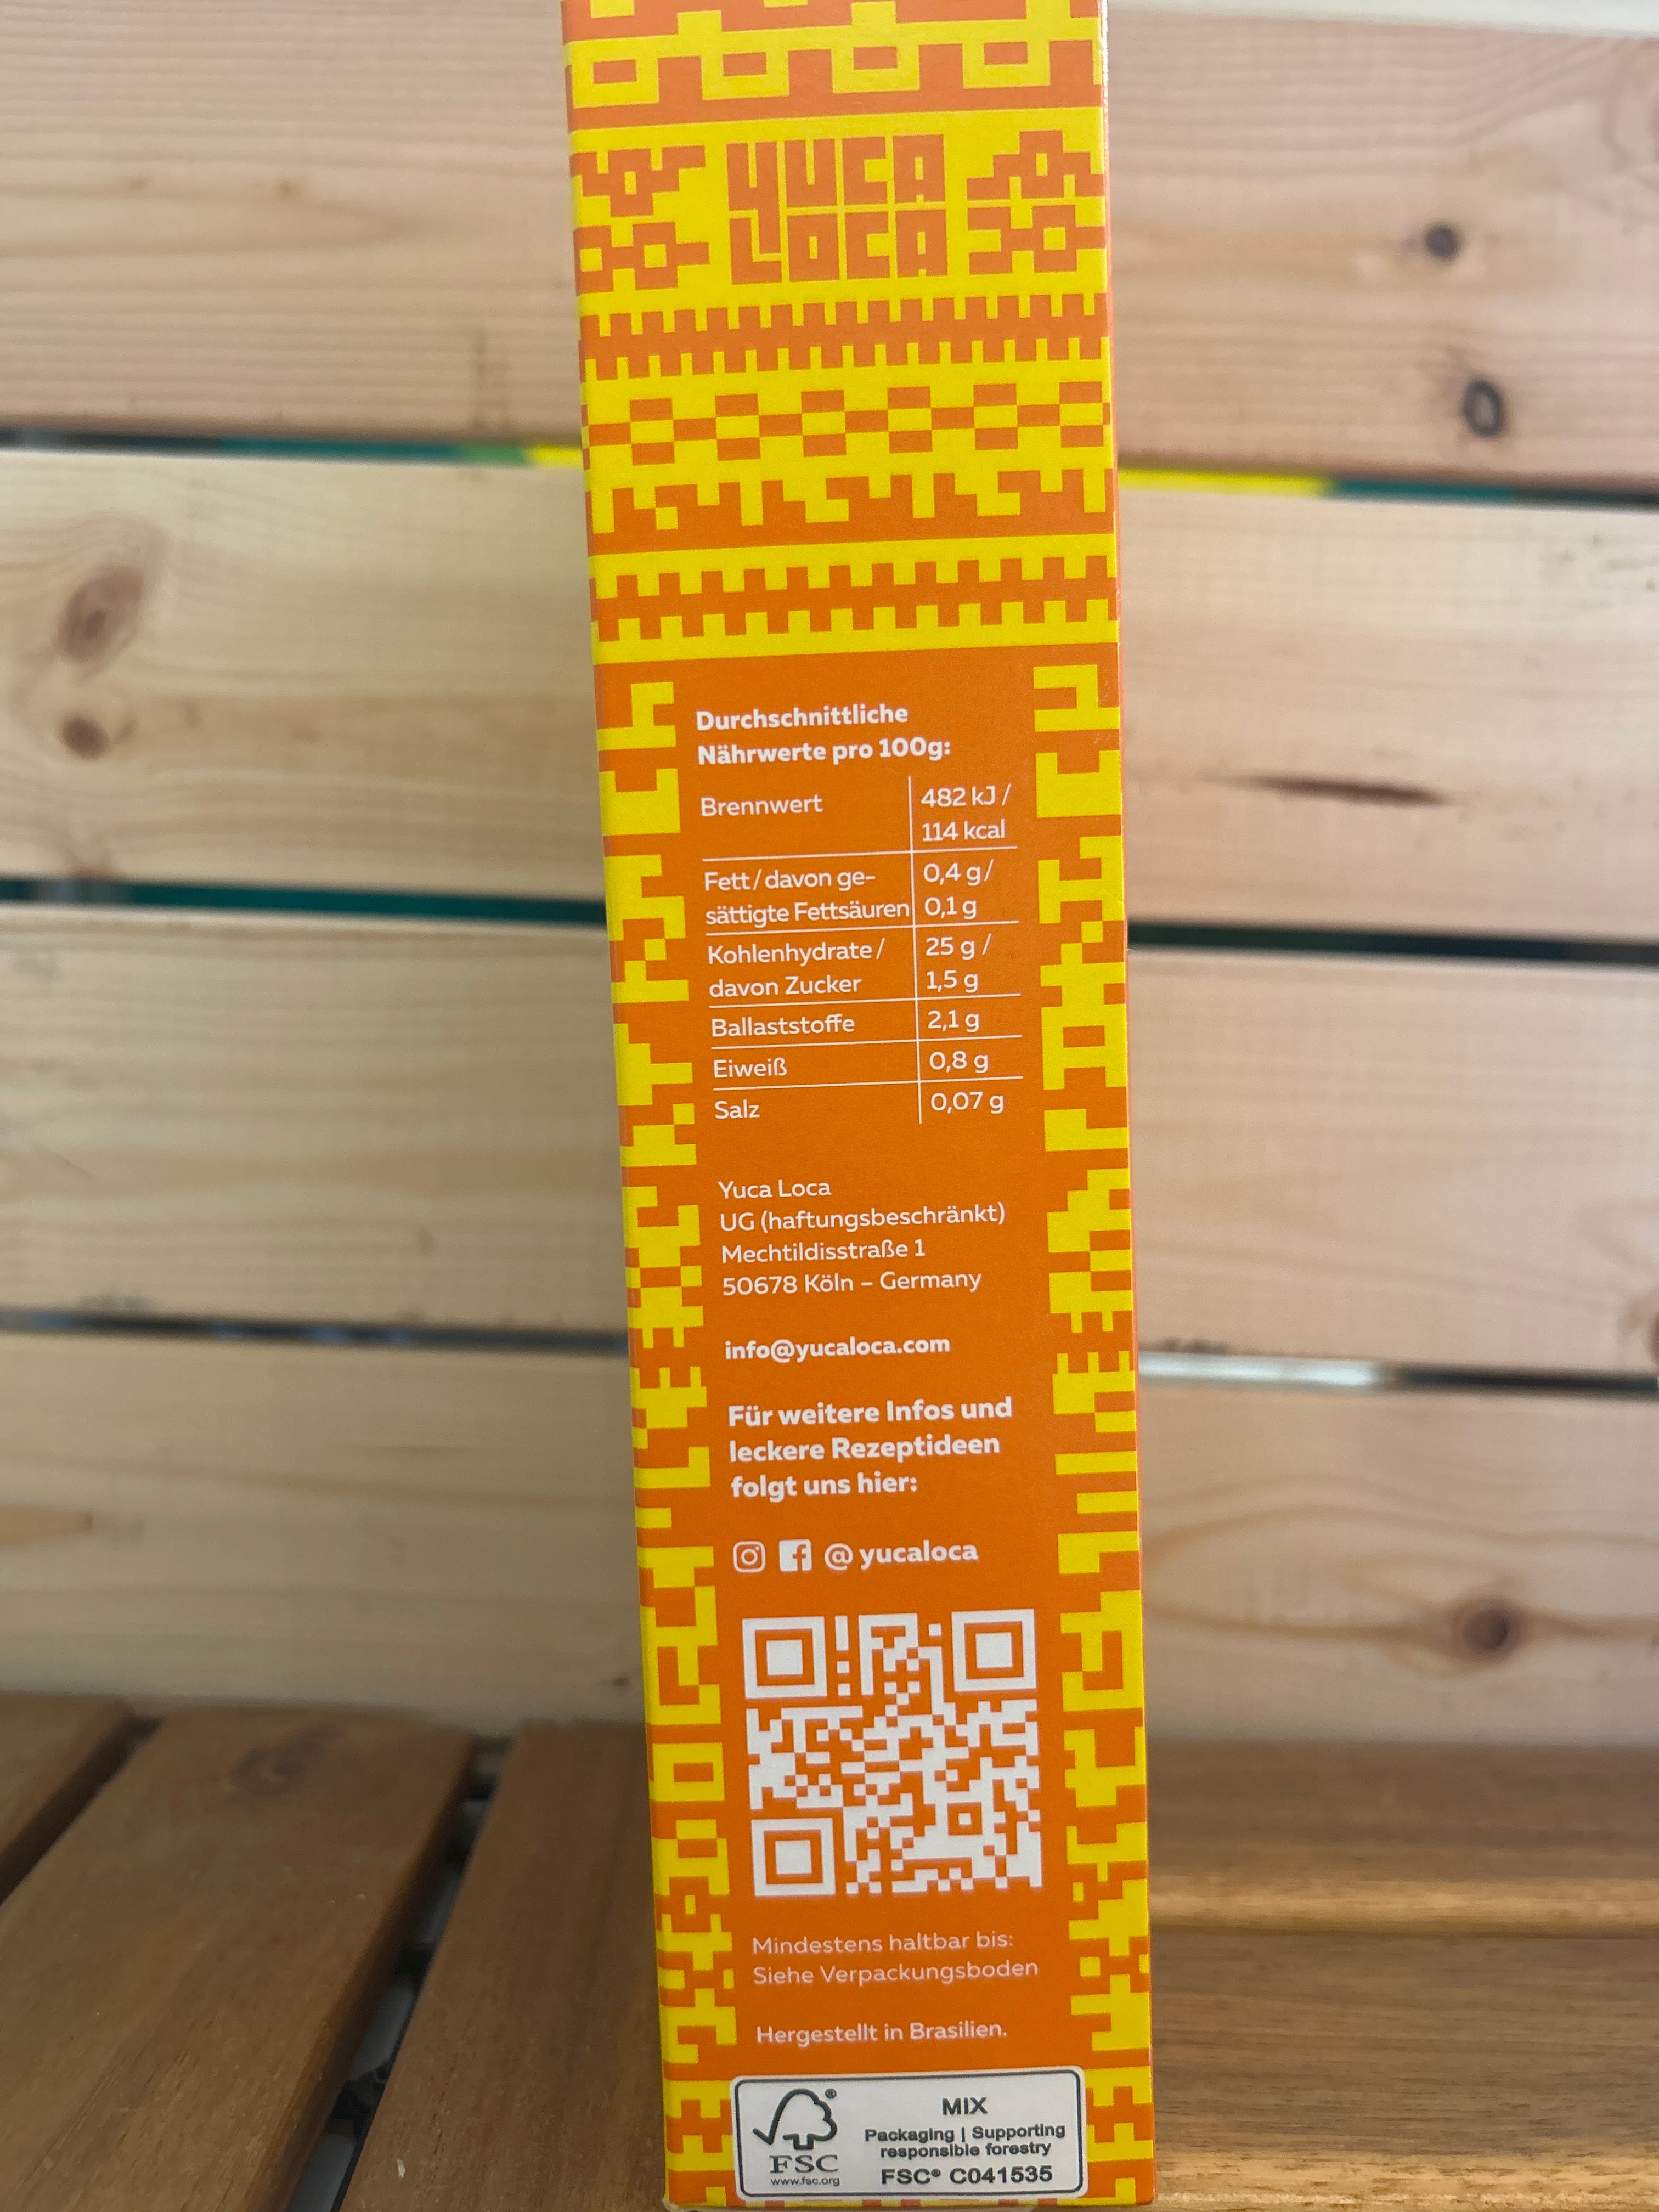 YUCA
LOCA
Durchschnittliche
Nährwerte pro 100g:
Brennwert 482 kJ /
114 kcal
Fett/davon ge- 0,4 g/
sättigte Fettsäuren 0,1 g
Kohlenhydrate/ 25 g /
davon Zucker 1,5 g
Ballaststoffe 2,1 g
Eiweiß 0,8 g
Salz 0,07 g
Yuca Loca
UG (haftungsbeschränkt)
Mechtildisstraße 1
50678 Köln – Germany
info@yucaloca.com
Für weitere Infos und
leckere Rezeptideen
folgt uns hier:
@yucaloca
Mindestens haltbar bis:
Siehe Verpackungsboden
Hergestellt in Brasilien.
FSC
www.fsc.org
MIX
Packaging | Supporting
responsible forestry
FSC® C041535